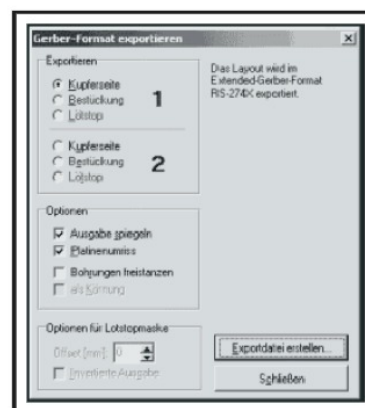 Gerber-Format exportieren
Exportieren
Kupferseite
Bestückung
Lötstop
1
Kupferseite
Bestückung
Lötstop
2
Das Layout wird im
Extended-Gerber-Format
RS-274X exportiert.
Optionen
Ausgabe spiegeln
Platinenumriss
Bohrungen freistanzen
als Körnung
Optionen für Lötstopmaske
Offset [mm]: 0
Invertierte Ausgabe
Exportdatei erstellen...
Schließen